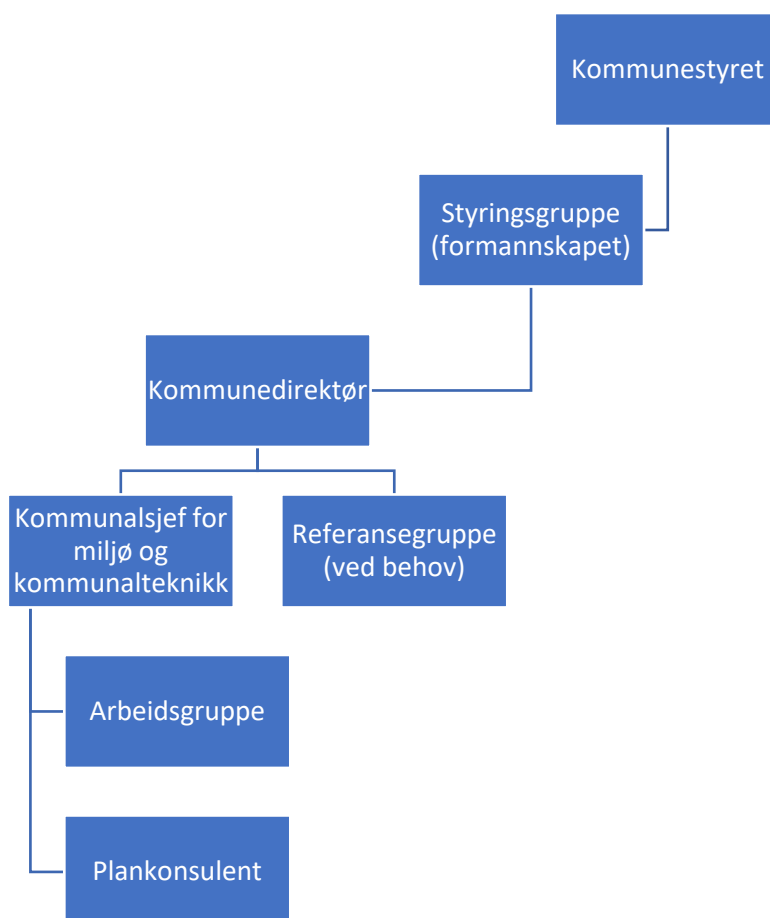 Kommunestyret
Styringsgruppe
(formannskapet)
Kommunedirektør
Kommunalsjef for
miljø og
kommunalteknikk
Referansegruppe
(ved behov)
Arbeidsgruppe
Plankonsulent